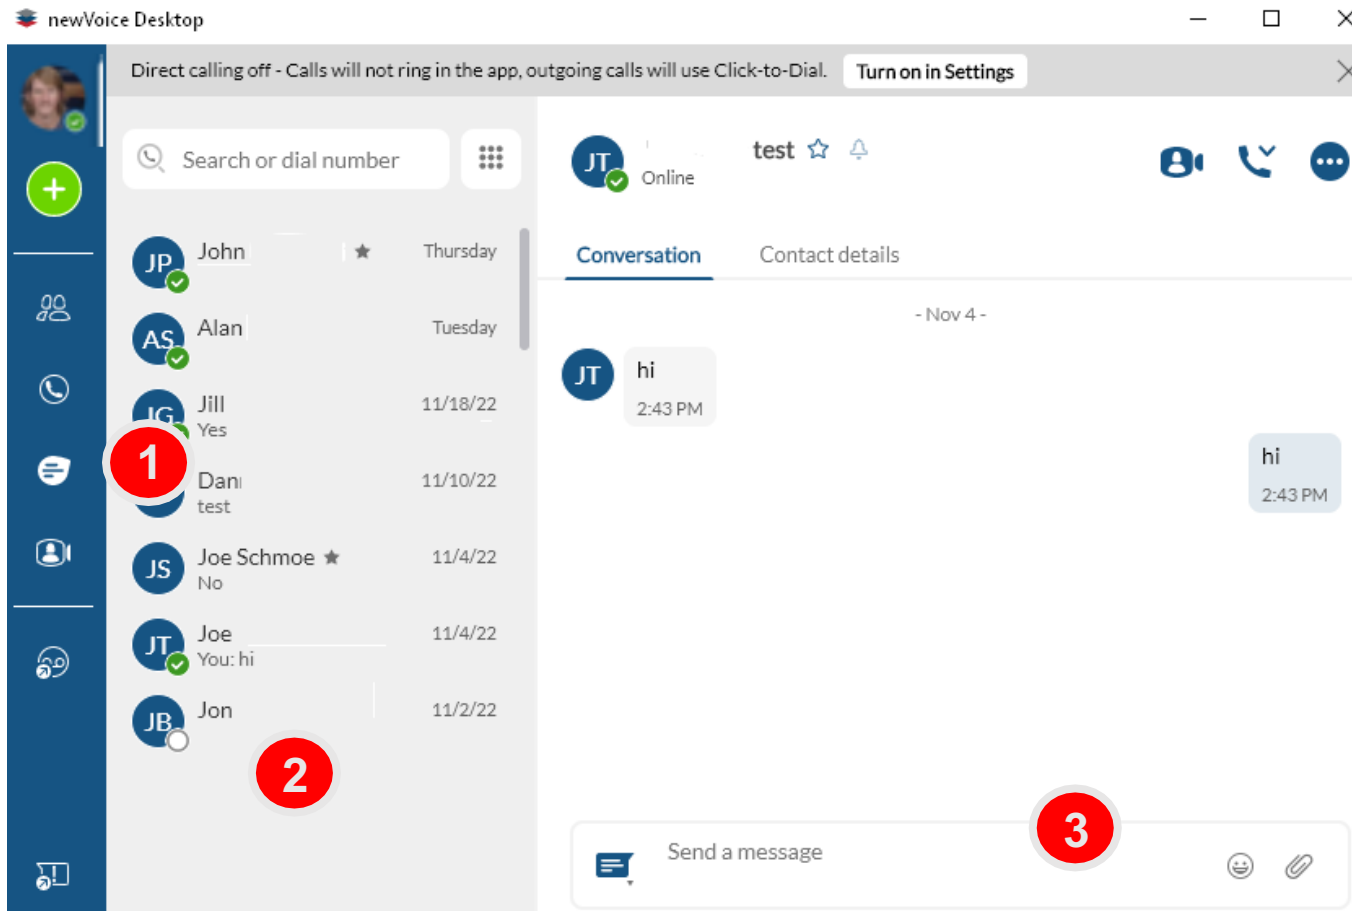 newVoice Desktop
Direct calling off - Calls will not ring in the app, outgoing calls will use Click-to-Dial. Turn on in Settings
Search or dial number
JT
test
Online
Conversation
Contact details
JP
John
Thursday
AS
Alan
Tuesday
JG
Jill
11/18/22
Yes
1
Dan
11/10/22
test
JS
Joe Schmoe
11/4/22
No
JT
Joe
11/4/22
You: hi
JB
Jon
11/2/22
2
- Nov 4 -
JT
hi
2:43 PM
hi
2:43 PM
3
Send a message